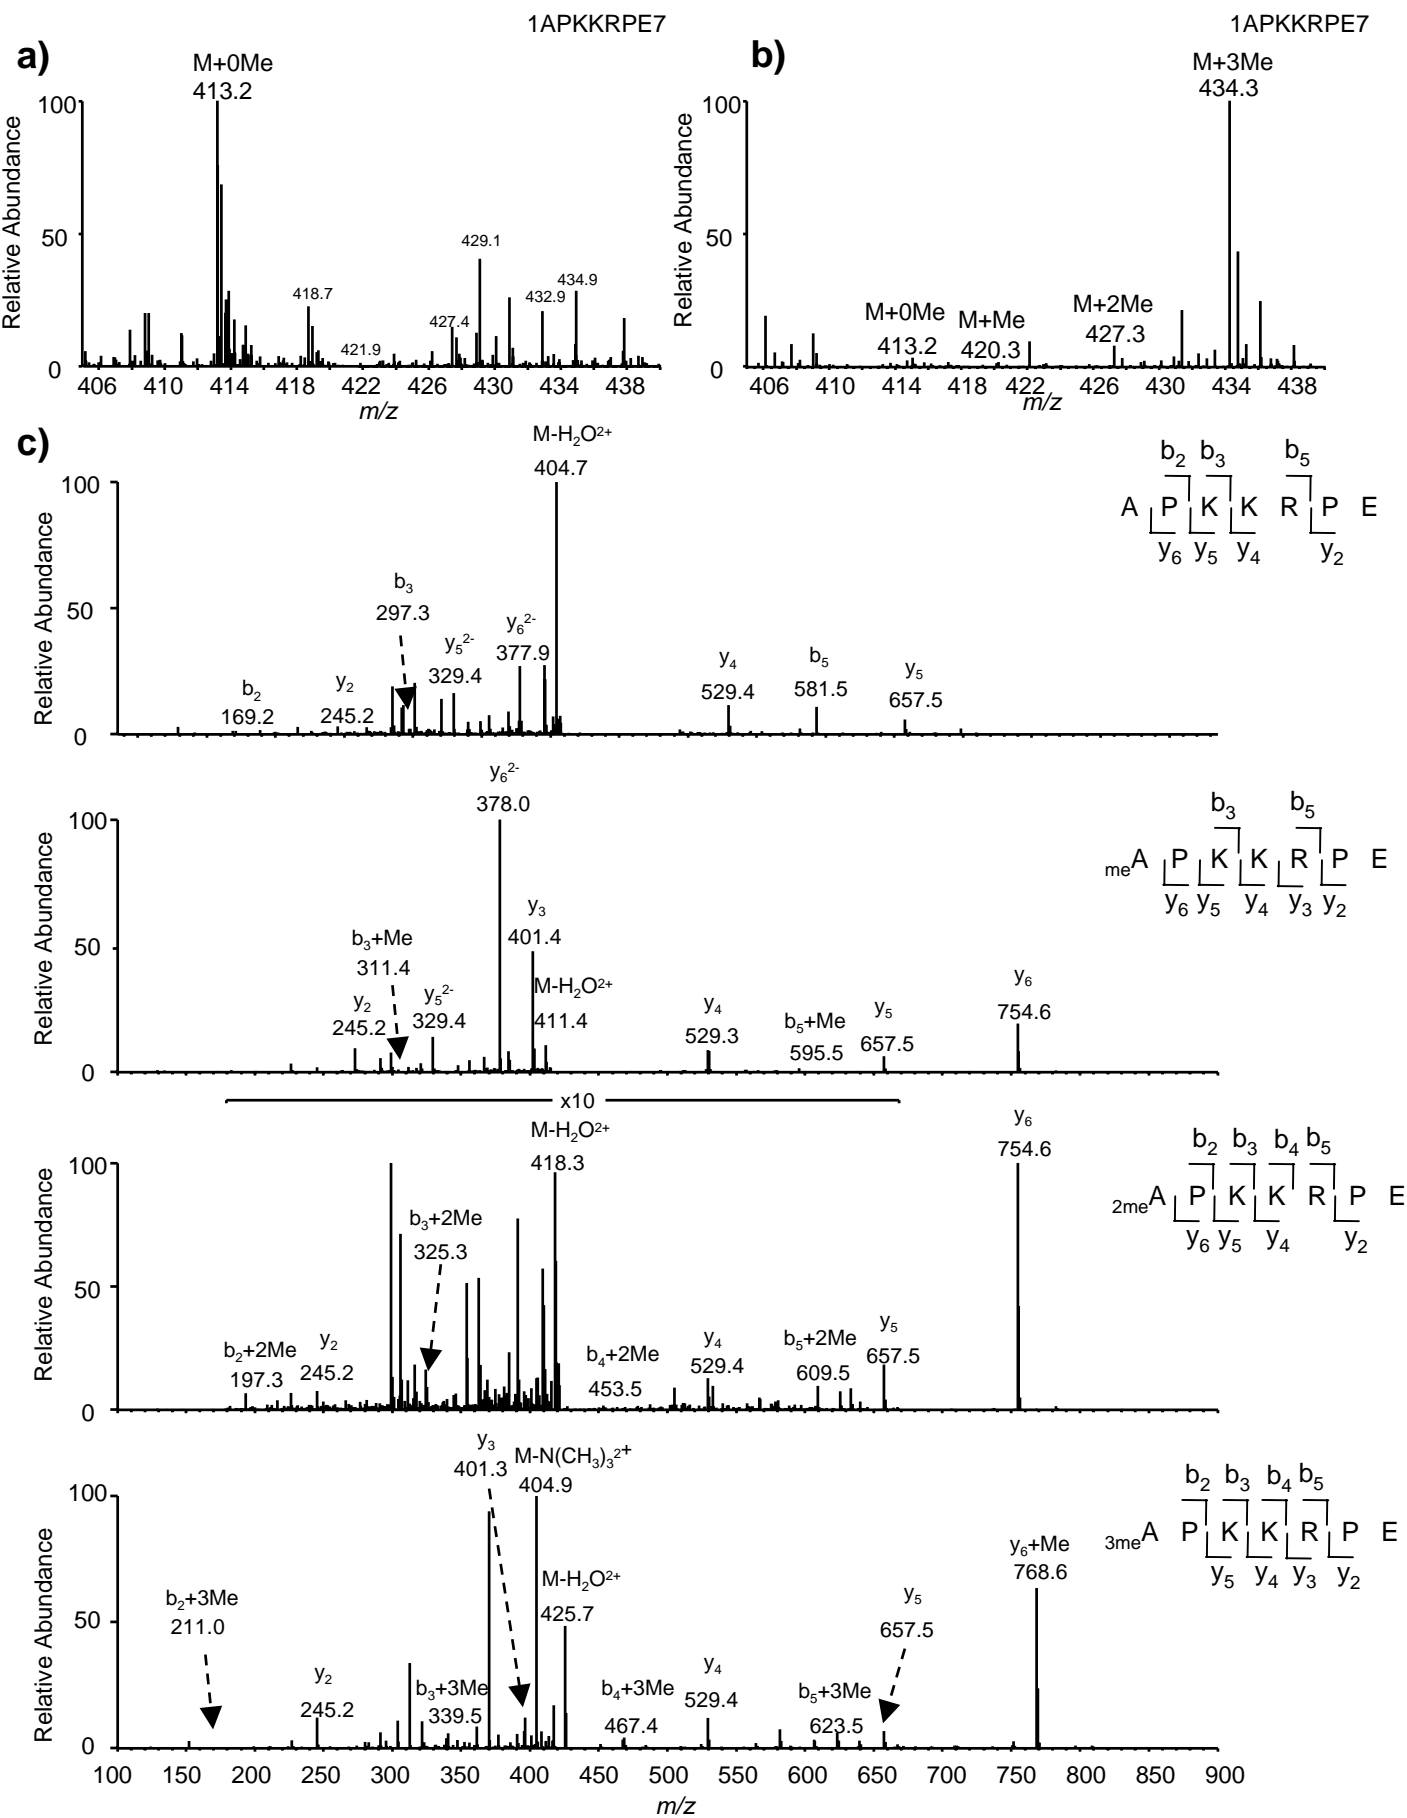 1APKKRPE7
1APKKRPE7
a)
b)
M+0Me
413.2
M+3Me
434.3
Relative Abundance
100
50
0
429.1
418.7
427.4
432.9
434.9
421.9
406 410 414 418 422 426 430 434 438
m/z
Relative Abundance
100
50
0
M+0Me
413.2
M+Me
420.3
M+2Me
427.3
406 410 414 418 422 426 430 434 438
m/z
c)
M-H2O2+
404.7
Relative Abundance
100
50
0
b2
169.2
y2
245.2
b3
297.3
y5 2-
329.4
y6 2-
377.9
y4
529.4
b5
581.5
y5
657.5
b2 b3 b5
A P K K R P E
y6 y5 y4 y2
y6 2-
378.0
Relative Abundance
100
50
0
y2
245.2
b3+Me
311.4
y5 2-
329.4
y3
401.4
M-H2O2+
411.4
y4
529.3
b5+Me
595.5
y5
657.5
y6
754.6
b3 b5
meA P K K R P E
y6 y5 y4 y3 y2
x10
M-H2O2+
418.3
y6
754.6
Relative Abundance
100
50
0
b2+2Me
197.3
y2
245.2
b3+2Me
325.3
b4+2Me
453.5
y4
529.4
b5+2Me
609.5
y5
657.5
b2 b3 b4 b5
2meA P K K R P E
y6 y5 y4 y2
y3
401.3
M-N(CH3)3 2+
404.9
Relative Abundance
100
50
0
b2+3Me
211.0
y2
245.2
b3+3Me
339.5
M-H2O2+
425.7
b4+3Me
467.4
y4
529.4
b5+3Me
623.5
y5
657.5
y6+Me
768.6
b2 b3 b4 b5
3meA P K K R P E
y5 y4 y3 y2
100 150 200 250 300 350 400 450 500 550 600 650 700 750 800 850 900
m/z